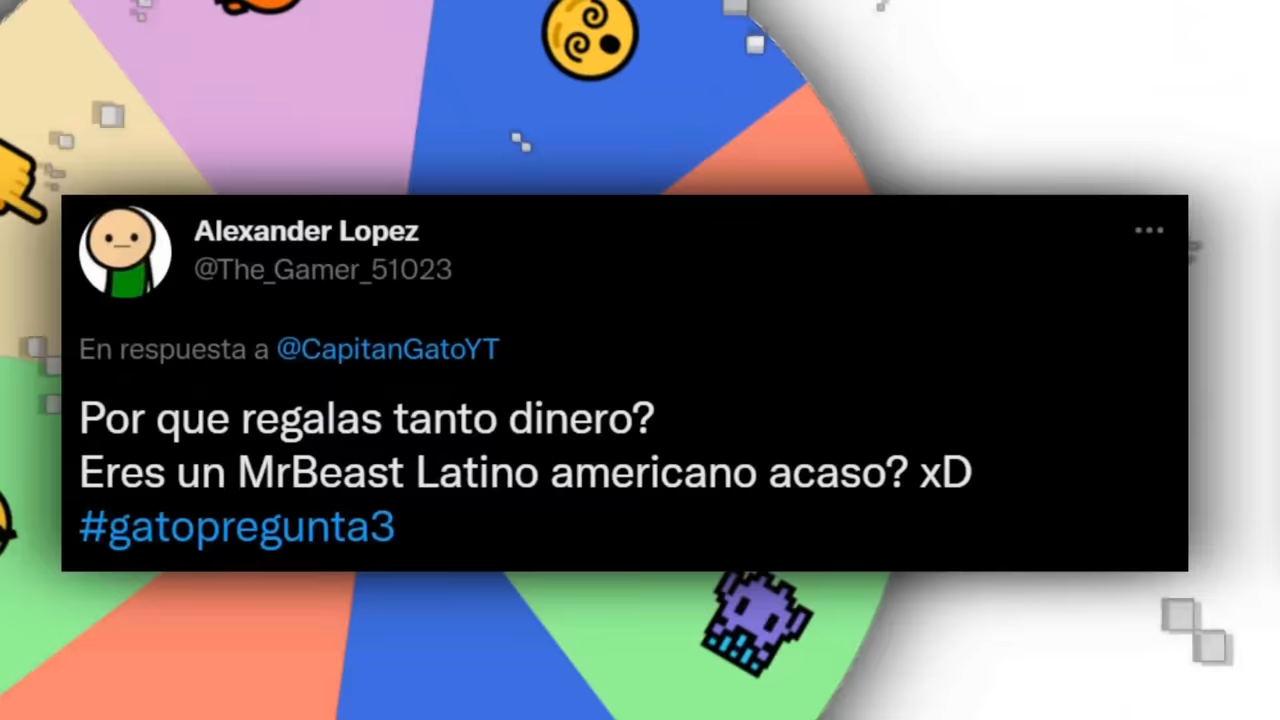 Alexander Lopez
@The_Gamer_51023
En respuesta a @CapitanGatoYT
Por que regalas tanto dinero?
Eres un MrBeast Latino americano acaso? xD
#gatopregunta3